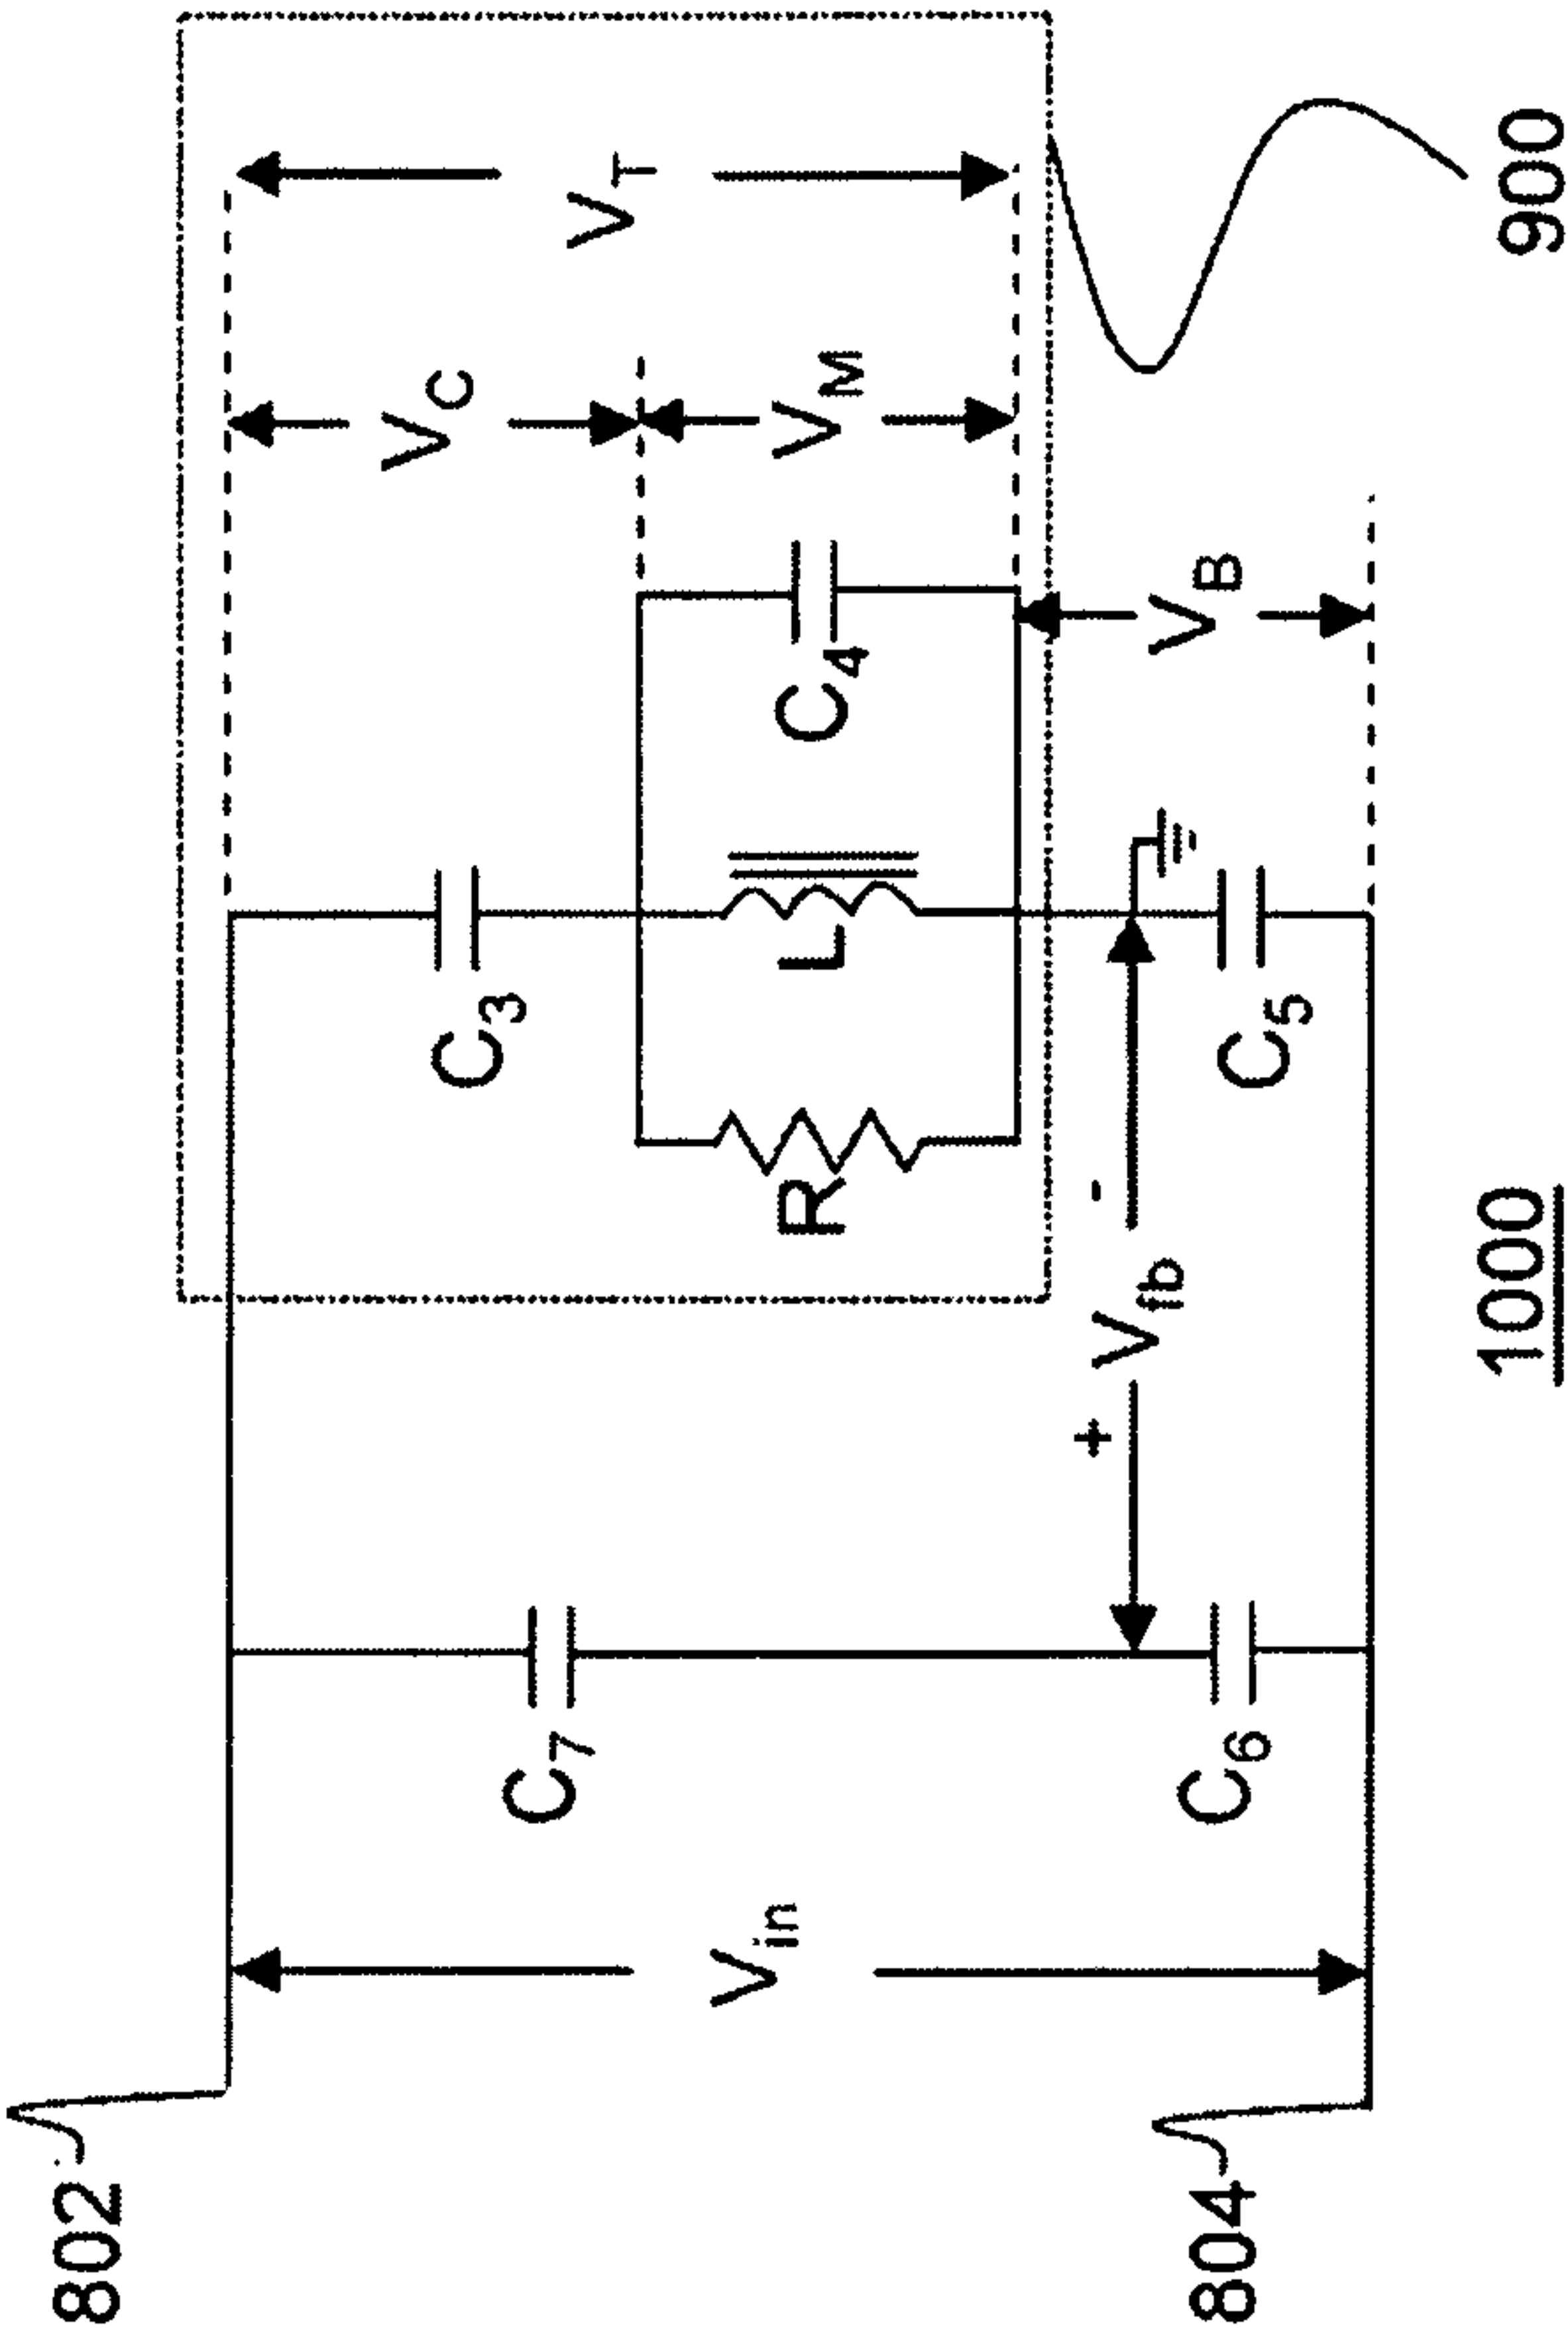 802
804
V_in
C_7
C_6
+ V_fb -
C_3
R
L
C_4
C_5
V_C
V_M
V_B
V_T
900
1000